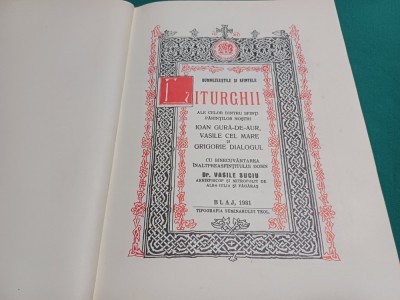 DUMNEZEEȘTILE ȘI SFINTELE
LITURGHII
ALE CELOR DINTRU SFINȚI
PĂRINȚILOR NOȘTRI
IOAN GURĂ-DE-AUR,
VASILE CEL MARE
ȘI
GRIGORIE DIALOGUL
CU BINECUVÂNTAREA
ÎNALTPREASFINȚITULUI DOMN
Dr. VASILE SUCIU
ARHIEPISCOP ȘI METROPOLIT DE
ALBA-IULIA ȘI FĂGĂRAȘ
BLAJ, 1931
TIPOGRAFIA SEMINARULUI TEOL.